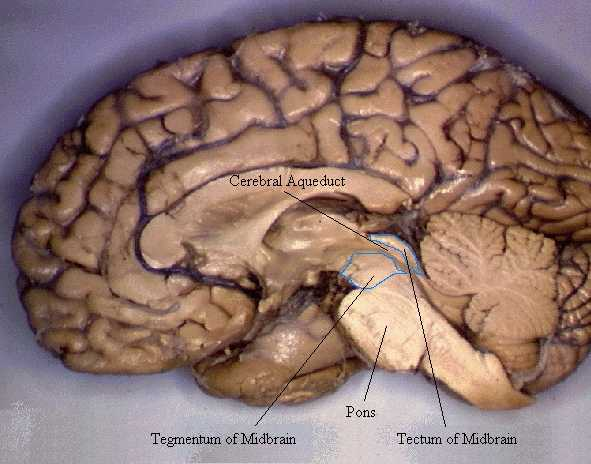 Cerebral Aqueduct
Pons
Tegmentum of Midbrain
Tectum of Midbrain